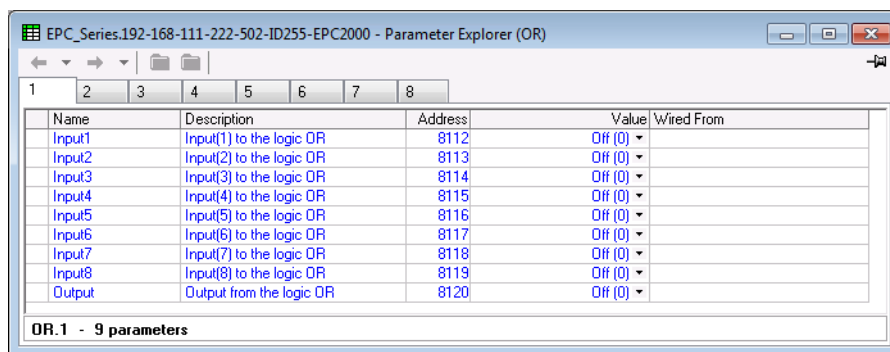 EPC_Series.192-168-111-222-502-ID255-EPC2000 - Parameter Explorer (OR)
1 2 3 4 5 6 7 8
Name Description Address Value Wired From
Input1 Input(1) to the logic OR 8112 Off (0)
Input2 Input(2) to the logic OR 8113 Off (0)
Input3 Input(3) to the logic OR 8114 Off (0)
Input4 Input(4) to the logic OR 8115 Off (0)
Input5 Input(5) to the logic OR 8116 Off (0)
Input6 Input(6) to the logic OR 8117 Off (0)
Input7 Input(7) to the logic OR 8118 Off (0)
Input8 Input(8) to the logic OR 8119 Off (0)
Output Output from the logic OR 8120 Off (0)
OR.1 - 9 parameters